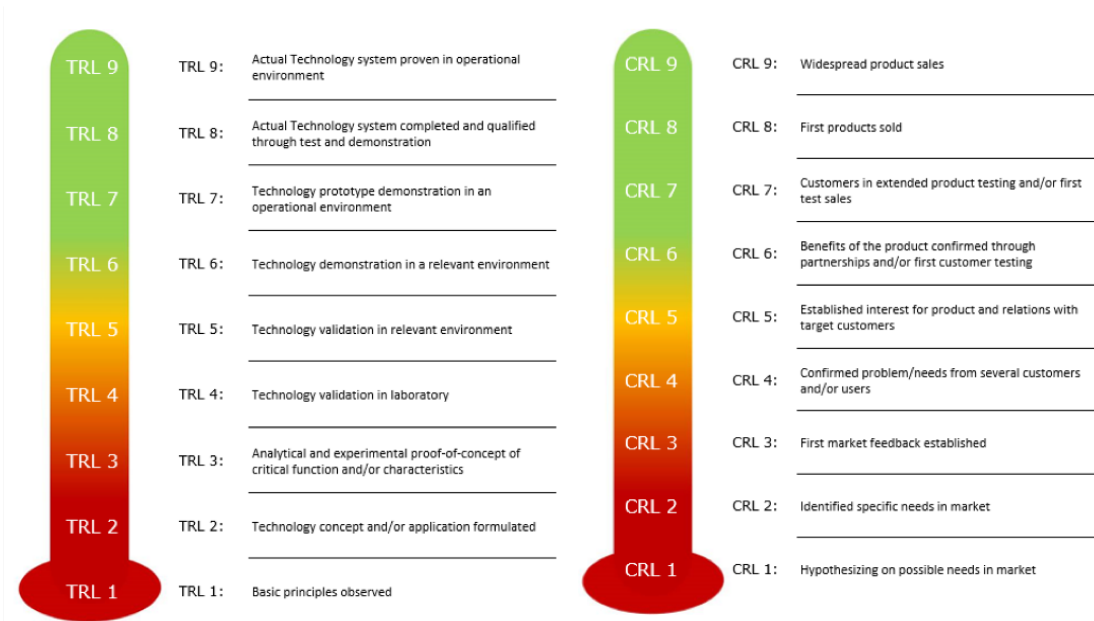 TRL 9
TRL 9:
Actual Technology system proven in operational
environment
TRL 8
TRL 8:
Actual Technology system completed and qualified
through test and demonstration
TRL 7
TRL 7:
Technology prototype demonstration in an
operational environment
TRL 6
TRL 6:
Technology demonstration in a relevant environment
TRL 5
TRL 5:
Technology validation in relevant environment
TRL 4
TRL 4:
Technology validation in laboratory
TRL 3
TRL 3:
Analytical and experimental proof-of-concept of
critical function and/or characteristics
TRL 2
TRL 2:
Technology concept and/or application formulated
TRL 1
TRL 1:
Basic principles observed
CRL 9
CRL 9:
Widespread product sales
CRL 8
CRL 8:
First products sold
CRL 7
CRL 7:
Customers in extended product testing and/or first
test sales
CRL 6
CRL 6:
Benefits of the product confirmed through
partnerships and/or first customer testing
CRL 5
CRL 5:
Established interest for product and relations with
target customers
CRL 4
CRL 4:
Confirmed problem/needs from several customers
and/or users
CRL 3
CRL 3:
First market feedback established
CRL 2
CRL 2:
Identified specific needs in market
CRL 1
CRL 1:
Hypothesizing on possible needs in market